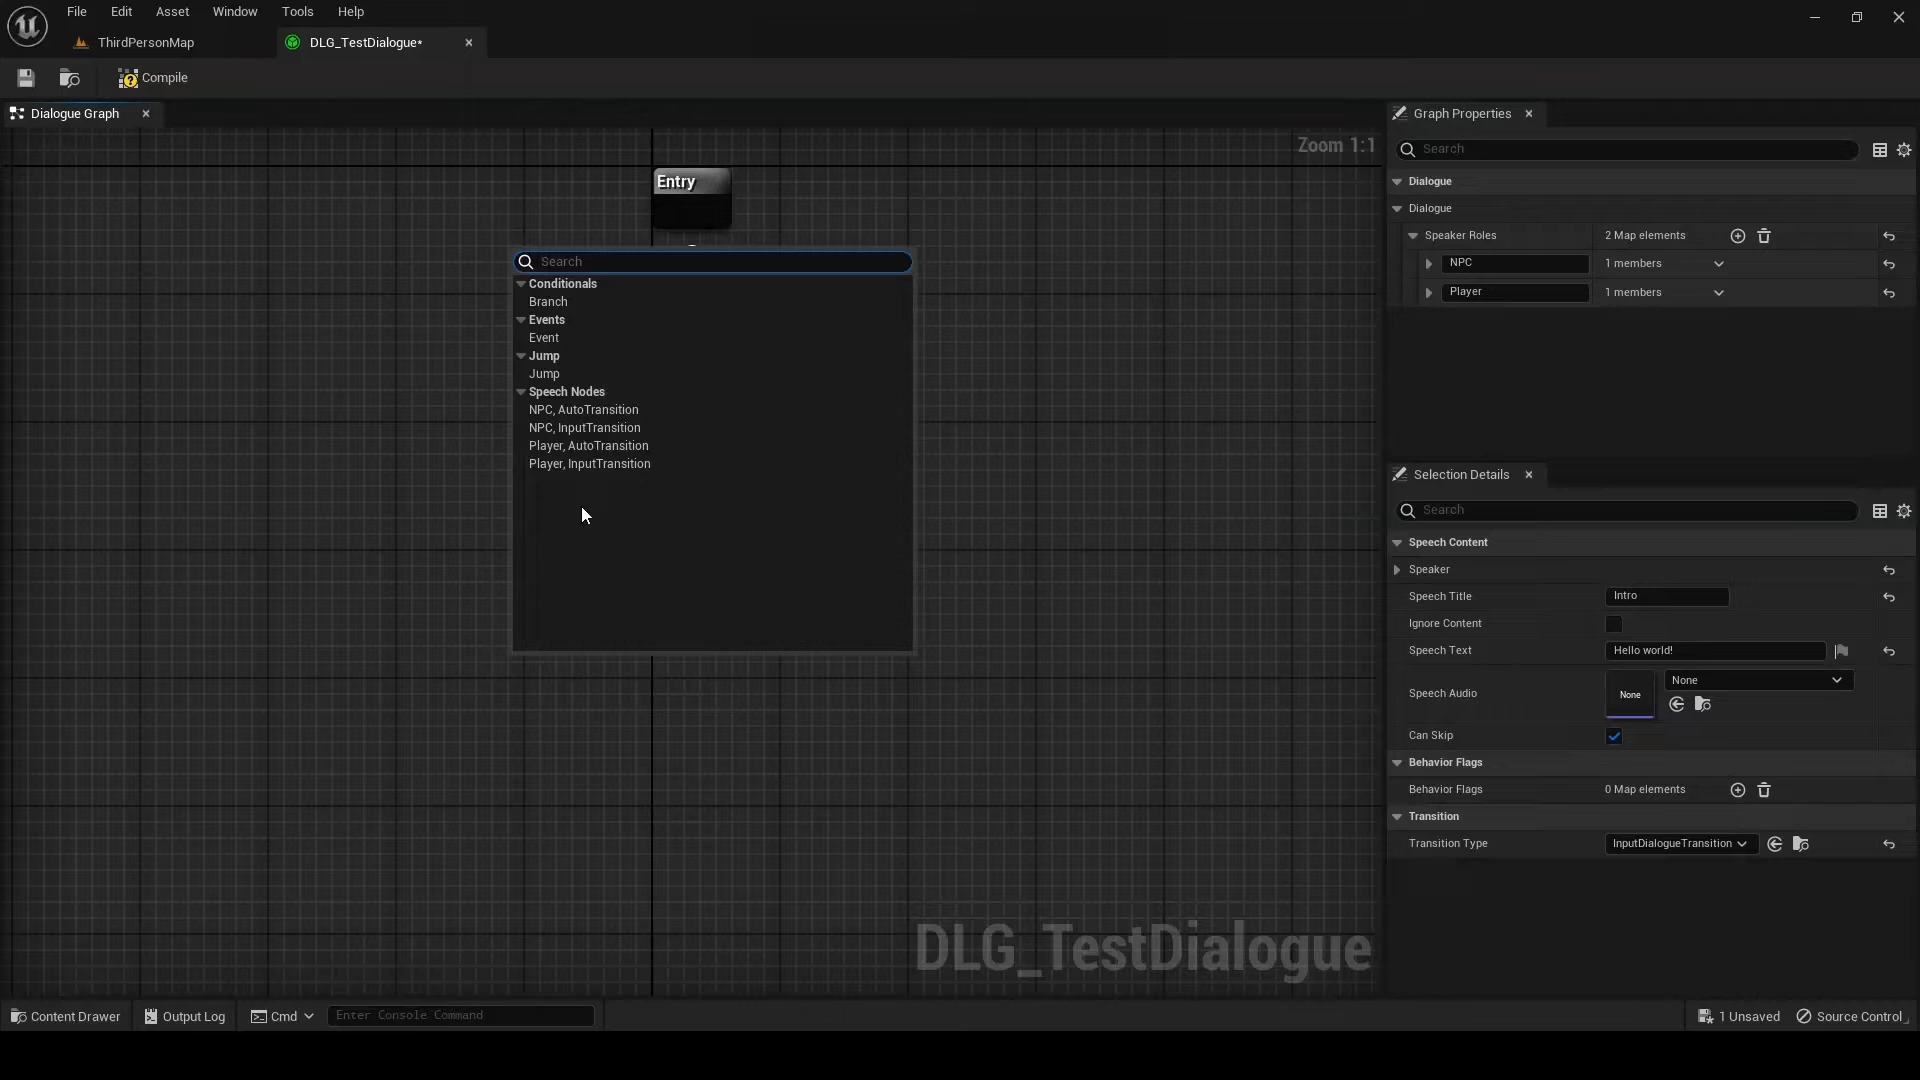 File Edit Asset Window Tools Help
ThirdPersonMap
DLG_TestDialogue*
Compile
Dialogue Graph
Zoom 1:1
Entry
Search
Conditionals
Branch
Events
Event
Jump
Jump
Speech Nodes
NPC, AutoTransition
NPC, InputTransition
Player, AutoTransition
Player, InputTransition
DLG_TestDialogue
Graph Properties
Search
Dialogue
Dialogue
Speaker Roles 2 Map elements
NPC 1 members
Player 1 members
Selection Details
Search
Speech Content
Speaker
Speech Title Intro
Ignore Content
Speech Text Hello world!
Speech Audio None None
Can Skip
Behavior Flags
Behavior Flags 0 Map elements
Transition
Transition Type InputDialogueTransition
Content Drawer Output Log Cmd Enter Console Command 1 Unsaved Source Control